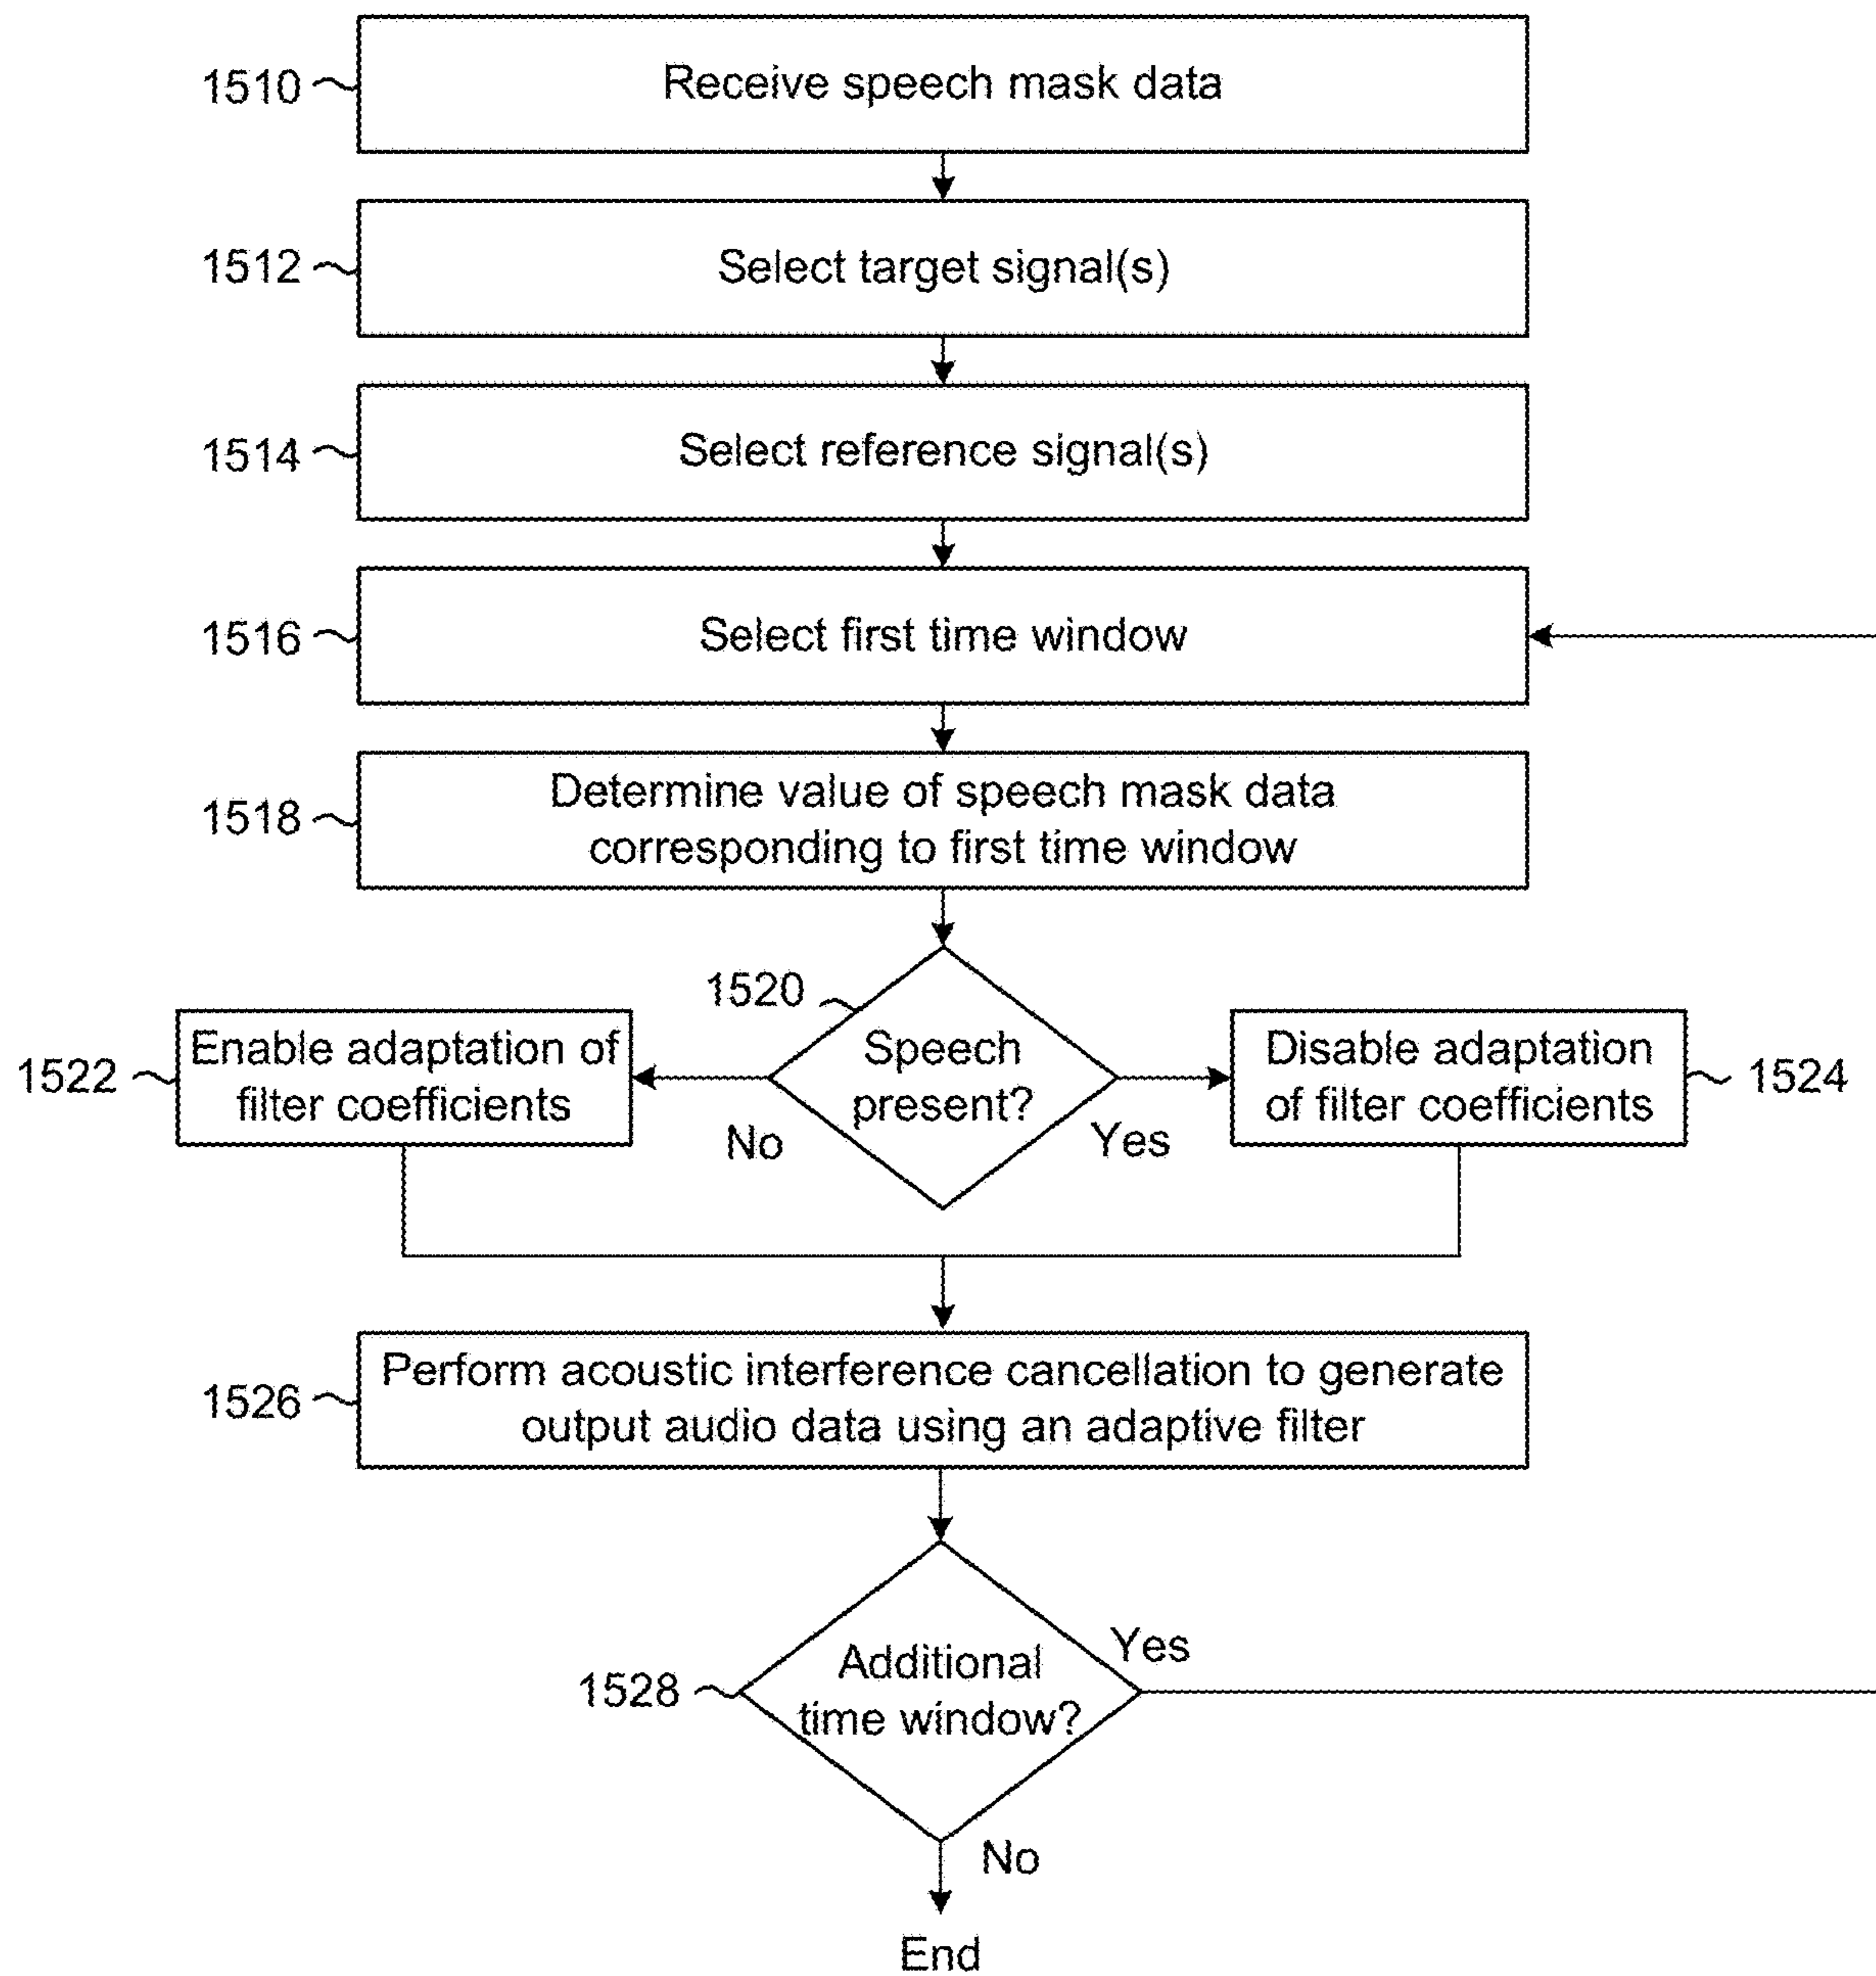 1510
Receive speech mask data
1512
Select target signal(s)
1514
Select reference signal(s)
1516
Select first time window
1518
Determine value of speech mask data
corresponding to first time window
1520
Speech
present?
No
Yes
1522
Enable adaptation of
filter coefficients
Disable adaptation
of filter coefficients
1524
1526
Perform acoustic interference cancellation to generate
output audio data using an adaptive filter
1528
Additional
time window?
Yes
No
End